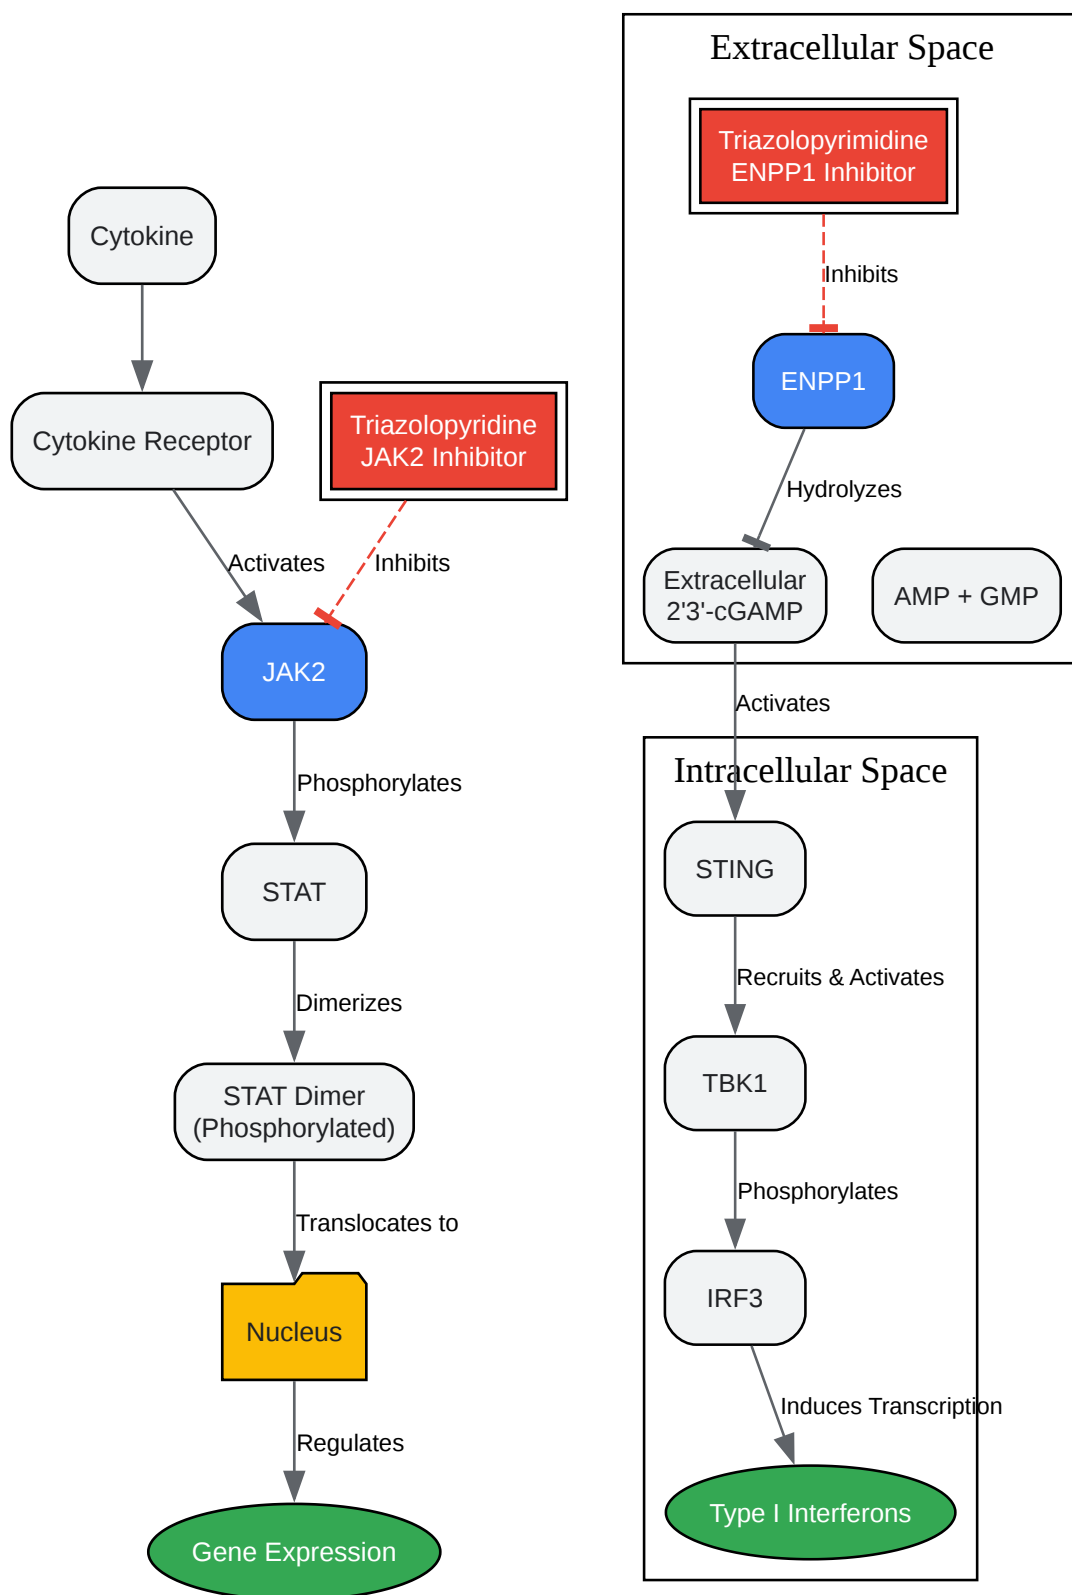 Cytokine
Cytokine Receptor
Triazolopyridine
JAK2 Inhibitor
Activates
Inhibits
JAK2
Phosphorylates
STAT
Dimerizes
STAT Dimer
(Phosphorylated)
Translocates to
Nucleus
Regulates
Gene Expression
Extracellular Space
Triazolopyrimidine
ENPP1 Inhibitor
Inhibits
ENPP1
Hydrolyzes
Extracellular
2'3'-cGAMP
AMP + GMP
Activates
Intracellular Space
STING
Recruits & Activates
TBK1
Phosphorylates
IRF3
Induces Transcription
Type I Interferons